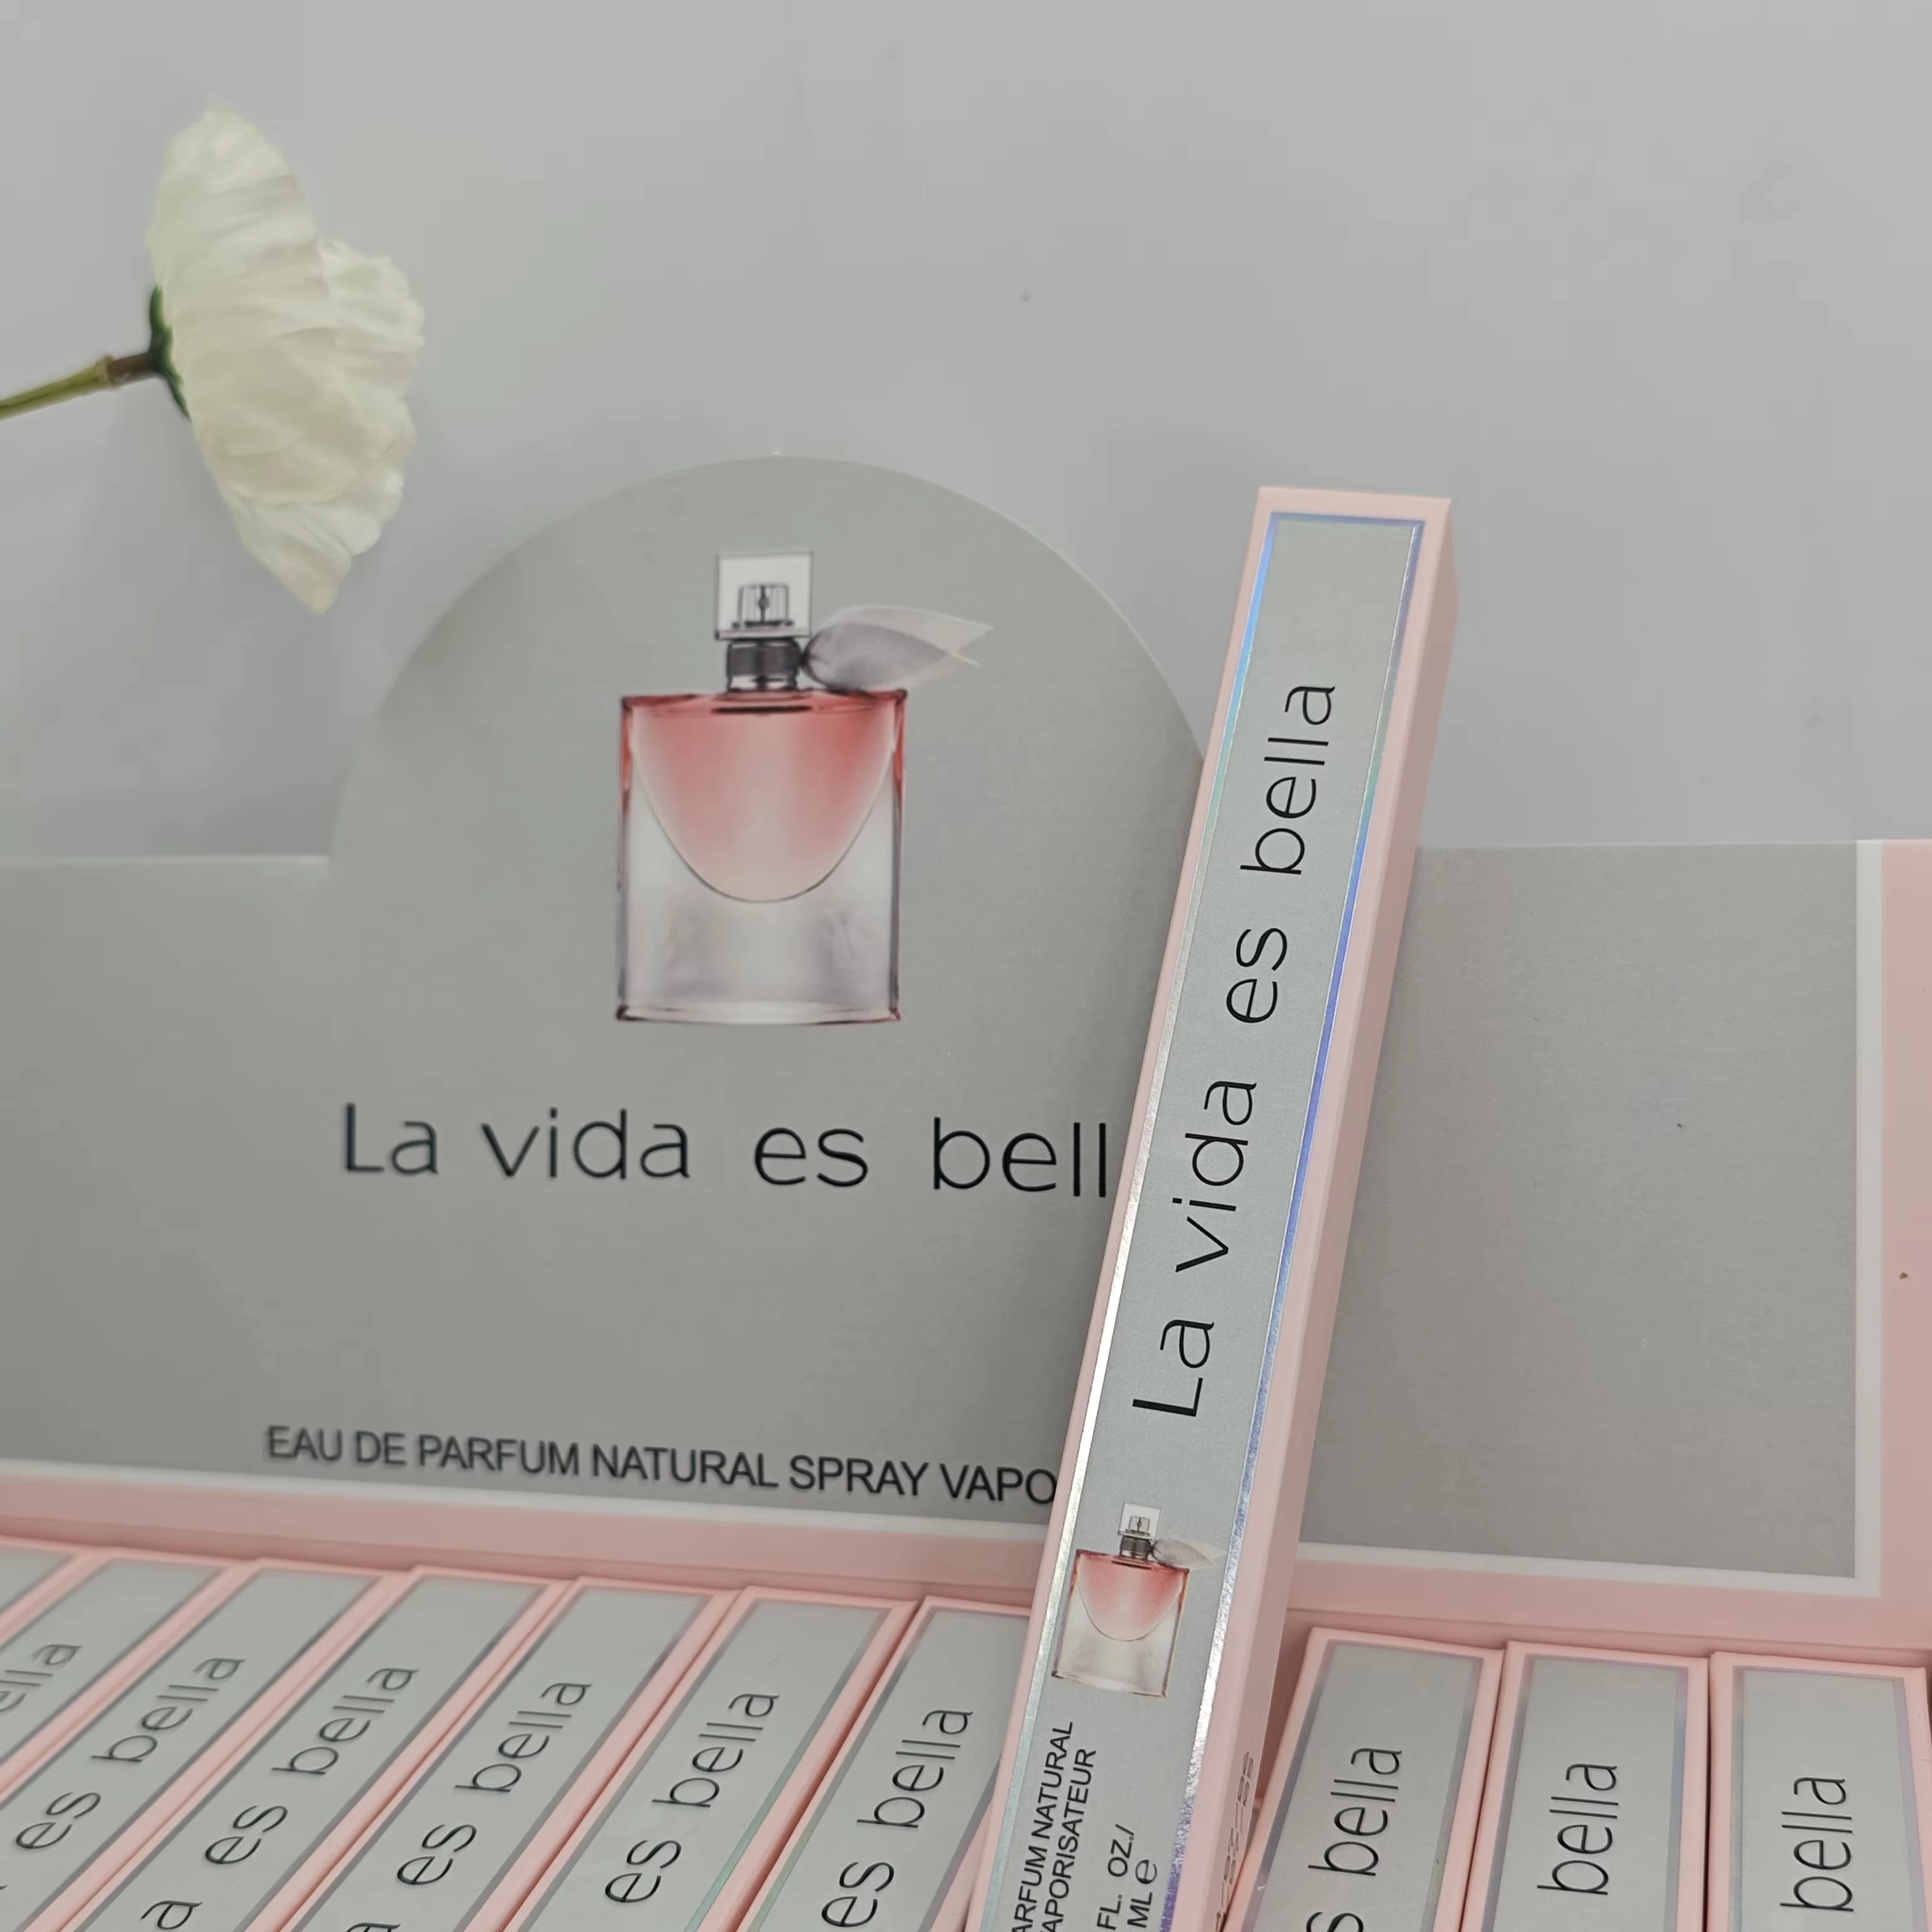 La vida es bell
EAU DE PARFUM NATURAL SPRAY VAPO
La vida es bella
ARFUM NATURAL
APORISATEUR
FL. OZ./
ML e
ella
es bella
a es bella
a es bella
es bella
es bella
s bella
bella
bella